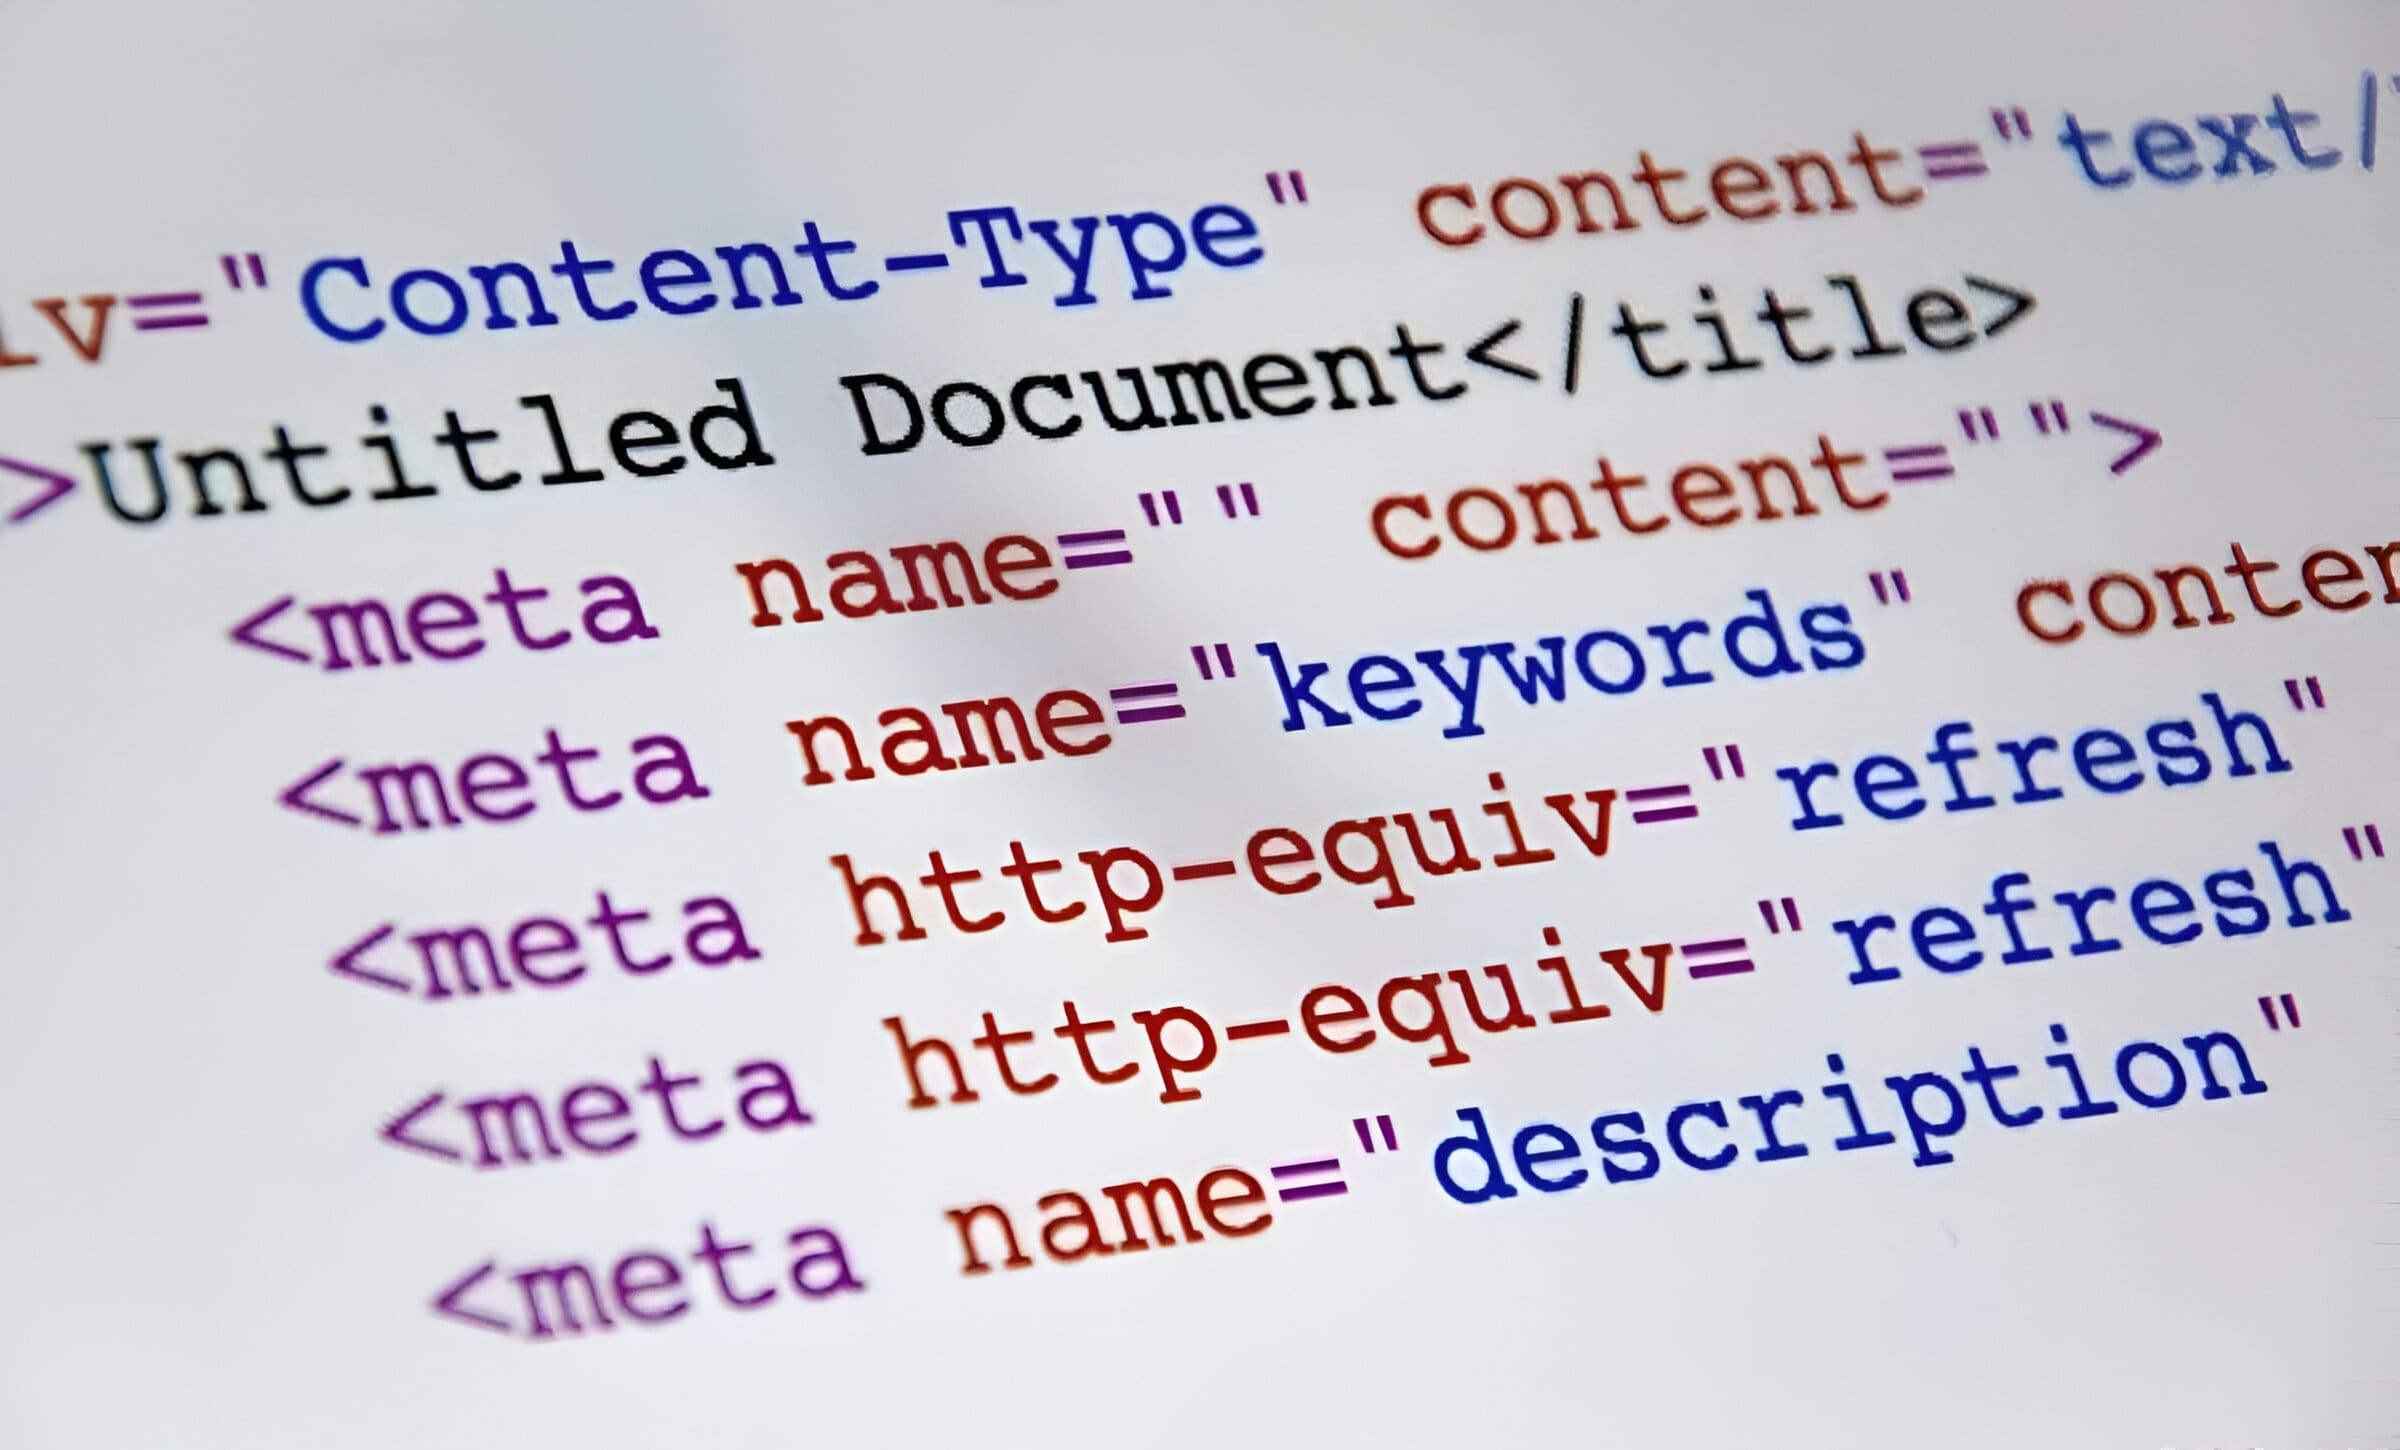 iv="Content-Type" content="text/
>Untitled Document</title>
<meta name="" content="">
<meta name="keywords" conten
<meta http-equiv="refresh"
<meta http-equiv="refresh"
<meta name="description"